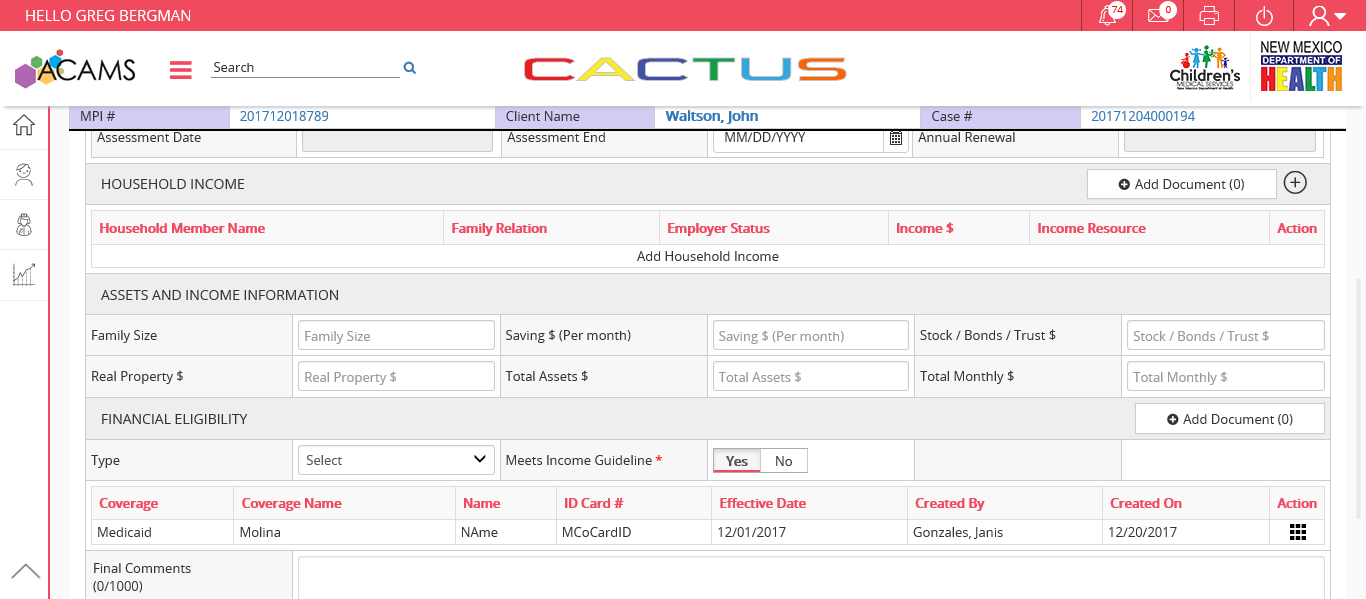 HELLO GREG BERGMAN
74
0
ACAMS
Search
CACTUS
Children's
MEDICAL SERVICES
New Mexico Department of Health
NEW MEXICO
DEPARTMENT OF
HEALTH
MPI # 201712018789 Client Name Waltson, John Case # 20171204000194
Assessment Date Assessment End MM/DD/YYYY Annual Renewal
HOUSEHOLD INCOME Add Document (0)
Household Member Name Family Relation Employer Status Income $ Income Resource Action
Add Household Income
ASSETS AND INCOME INFORMATION
Family Size Family Size Saving $ (Per month) Saving $ (Per month) Stock / Bonds / Trust $ Stock / Bonds / Trust $
Real Property $ Real Property $ Total Assets $ Total Assets $ Total Monthly $ Total Monthly $
FINANCIAL ELIGIBILITY Add Document (0)
Type Select Meets Income Guideline * Yes No
Coverage Coverage Name Name ID Card # Effective Date Created By Created On Action
Medicaid Molina NAme MCoCardID 12/01/2017 Gonzales, Janis 12/20/2017
Final Comments
(0/1000)